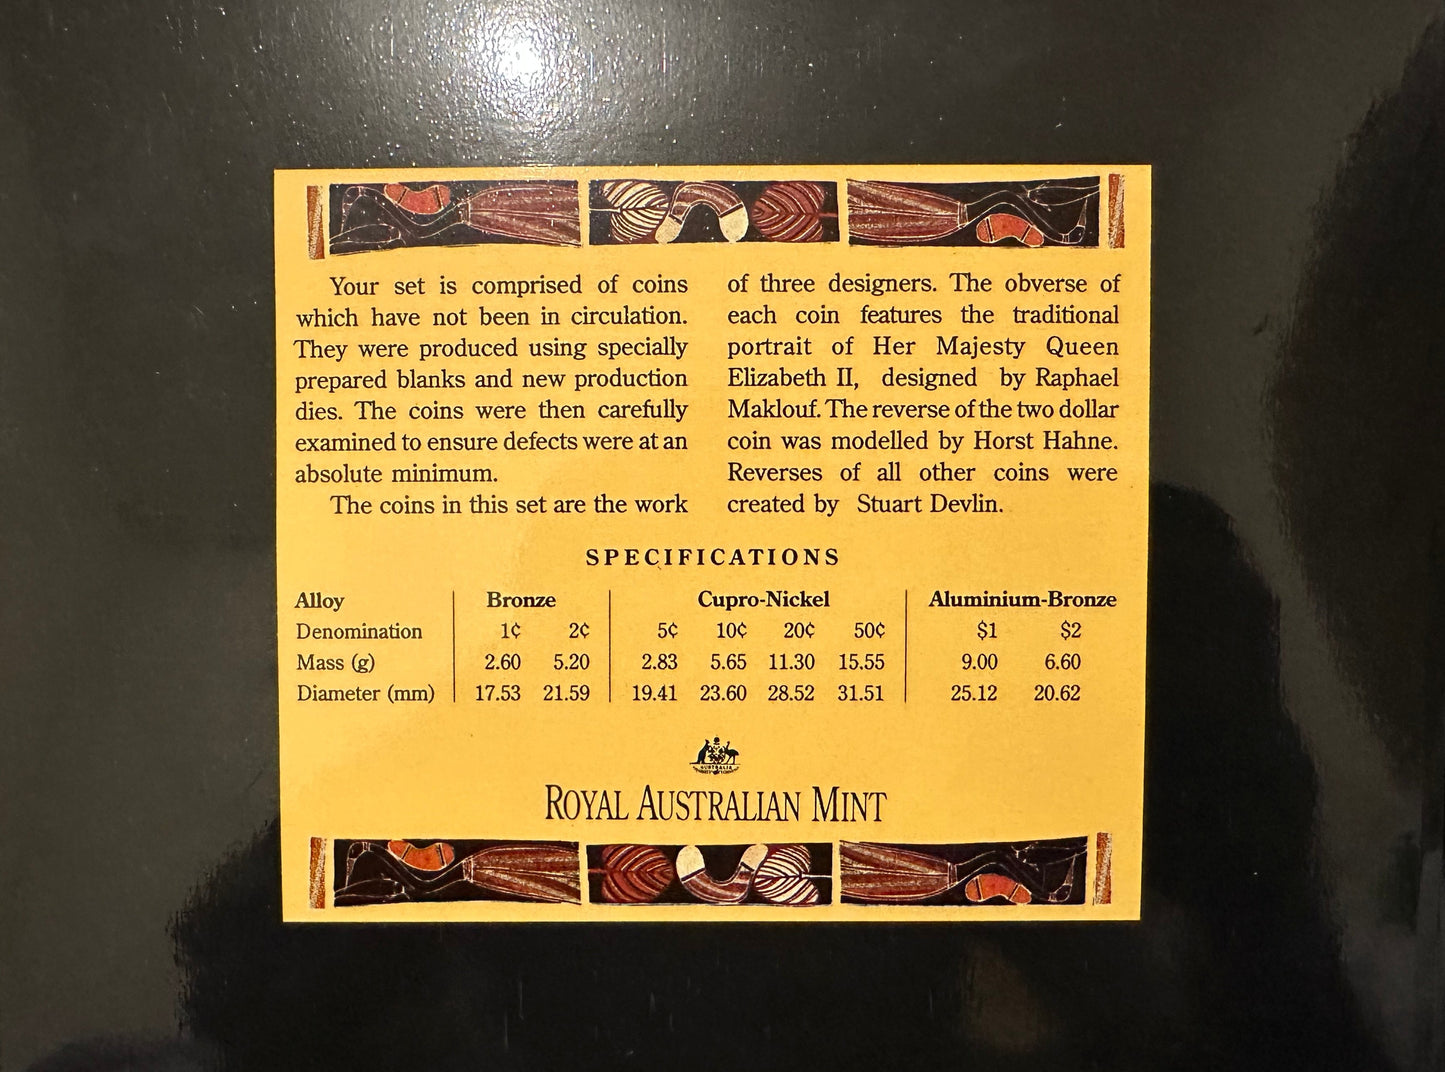 Your set is comprised of coins
which have not been in circulation.
They were produced using specially
prepared blanks and new production
dies. The coins were then carefully
examined to ensure defects were at an
absolute minimum.
The coins in this set are the work
of three designers. The obverse of
each coin features the traditional
portrait of Her Majesty Queen
Elizabeth II, designed by Raphael
Maklouf. The reverse of the two dollar
coin was modelled by Horst Hahne.
Reverses of all other coins were
created by Stuart Devlin.
SPECIFICATIONS
Alloy Bronze Cupro-Nickel Aluminium-Bronze
Denomination 1¢ 2¢ 5¢ 10¢ 20¢ 50¢ $1 $2
Mass (g) 2.60 5.20 2.83 5.65 11.30 15.55 9.00 6.60
Diameter (mm) 17.53 21.59 19.41 23.60 28.52 31.51 25.12 20.62
AUSTRALIA
ROYAL AUSTRALIAN MINT